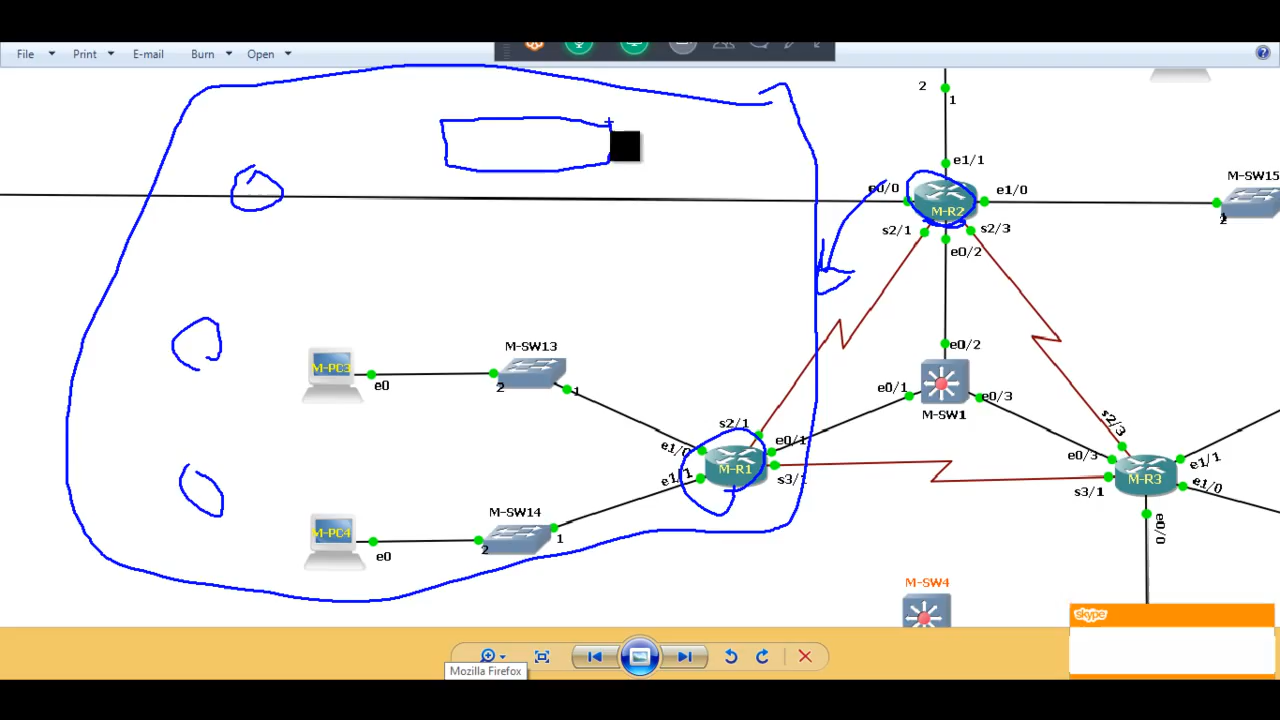 File Print E-mail Burn Open
2
1
e1/1
e0/0 M-R2 e1/0 M-SW15
s2/1 s2/3
e0/2
M-SW13
M-PC3 e0 2 1
e0/2
e0/1 M-SW1 e0/3
s2/1 s2/3
e1/0 M-R1 e0/1
e1/1 s3/1
e0/3 M-R3 e1/1
s3/1 e1/0
e0/0
M-SW14
M-PC4 e0 2 1
M-SW4
skype
Mozilla Firefox